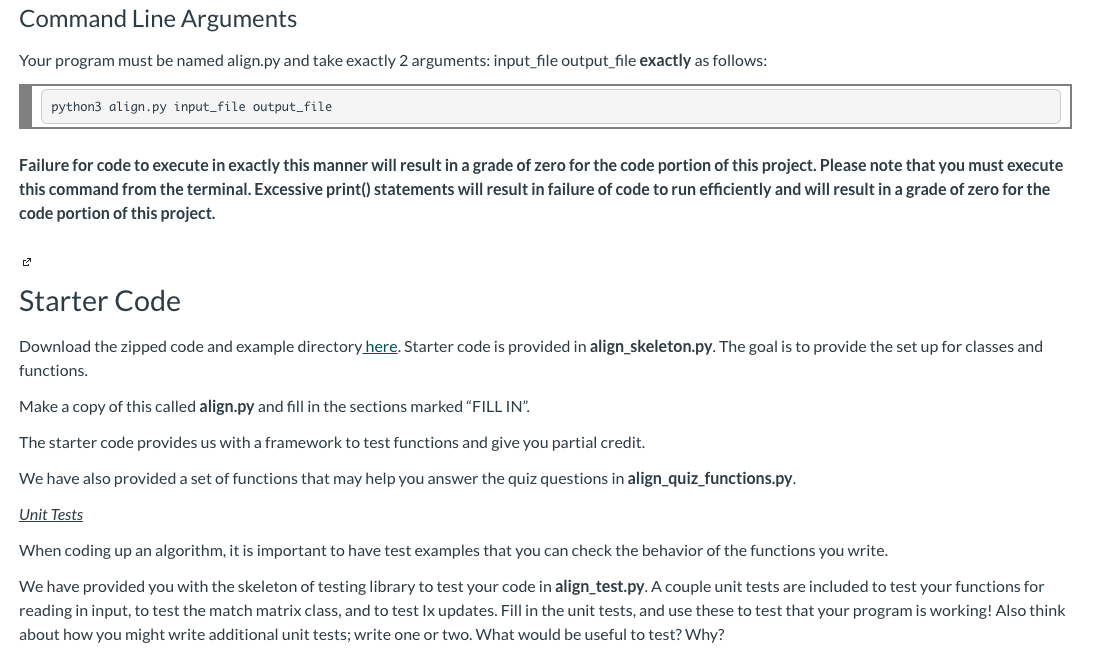 Command Line Arguments
Your program must be named align.py and take exactly 2 arguments: input_file output_file exactly as follows:
python3 align.py input_file output_file
Failure for code to execute in exactly this manner will result in a grade of zero for the code portion of this project. Please note that you must execute
this command from the terminal. Excessive print() statements will result in failure of code to run efficiently and will result in a grade of zero for the
code portion of this project.
Starter Code
Download the zipped code and example directory here. Starter code is provided in align_skeleton.py. The goal is to provide the set up for classes and
functions.
Make a copy of this called align.py and fill in the sections marked “FILL IN”.
The starter code provides us with a framework to test functions and give you partial credit.
We have also provided a set of functions that may help you answer the quiz questions in align_quiz_functions.py.
Unit Tests
When coding up an algorithm, it is important to have test examples that you can check the behavior of the functions you write.
We have provided you with the skeleton of testing library to test your code in align_test.py. A couple unit tests are included to test your functions for
reading in input, to test the match matrix class, and to test Ix updates. Fill in the unit tests, and use these to test that your program is working! Also think
about how you might write additional unit tests; write one or two. What would be useful to test? Why?